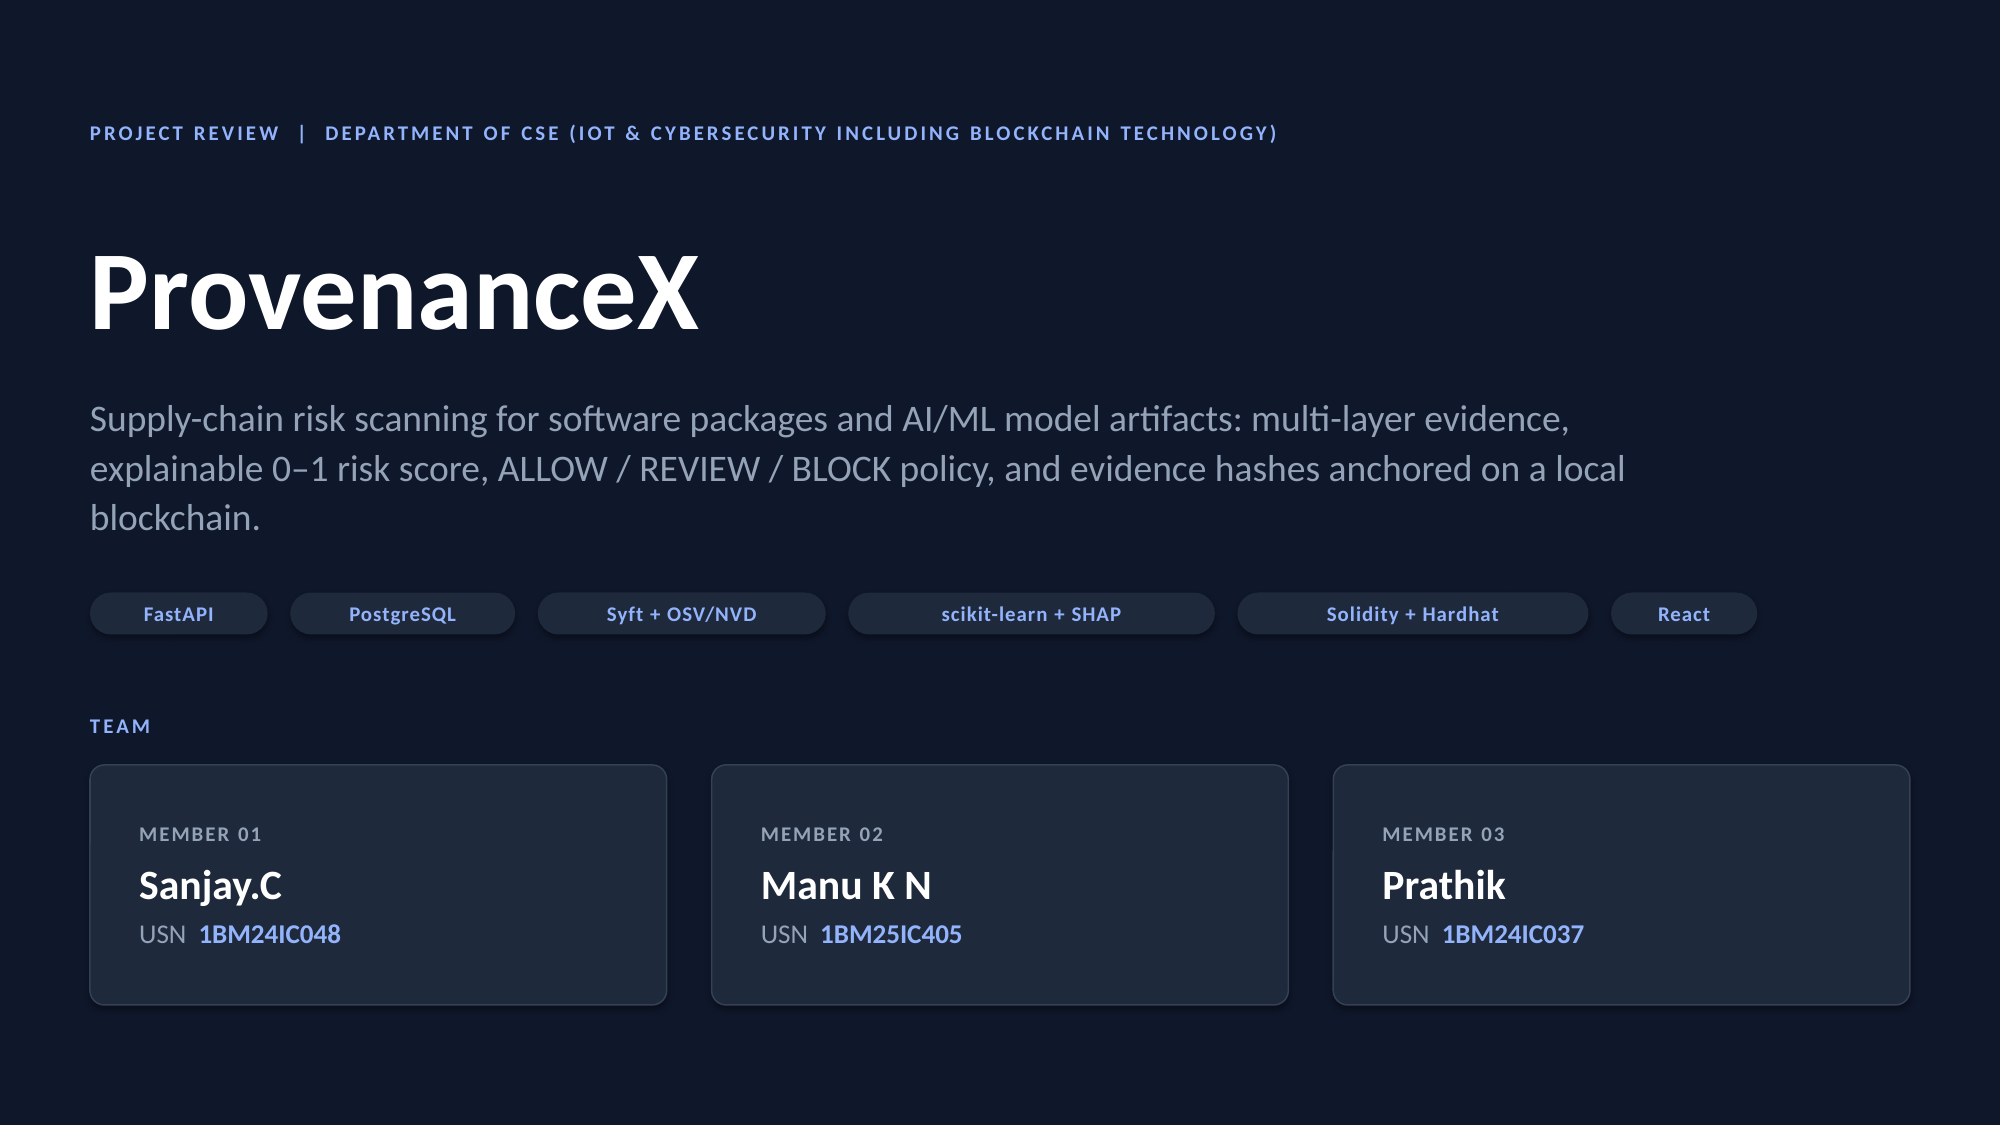 PROJECT REVIEW | DEPARTMENT OF CSE (IOT & CYBERSECURITY INCLUDING BLOCKCHAIN TECHNOLOGY)
ProvenanceX
Supply-chain risk scanning for software packages and AI/ML model artifacts: multi-layer evidence,
explainable 0–1 risk score, ALLOW / REVIEW / BLOCK policy, and evidence hashes anchored on a local
blockchain.
FastAPI PostgreSQL Syft + OSV/NVD scikit-learn + SHAP Solidity + Hardhat React
TEAM
MEMBER 01
Sanjay.C
USN 1BM24IC048
MEMBER 02
Manu K N
USN 1BM25IC405
MEMBER 03
Prathik
USN 1BM24IC037